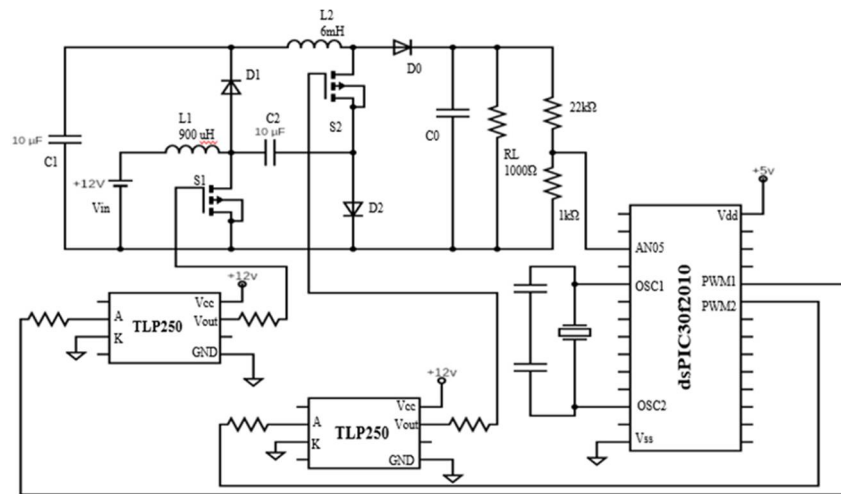 L2
6mH
D1
D0
L1
900 uH
C2
10 μF
S2
22kΩ
10 μF
C1
C0
RL
1000Ω
+12V
Vin
S1
D2
1kΩ
+5v
Vdd
AN05
OSC1
PWM1
PWM2
dsPIC30f2010
OSC2
Vss
+12v
Vcc
A
TLP250
Vout
K
GND
+12v
Vcc
A
TLP250
Vout
K
GND